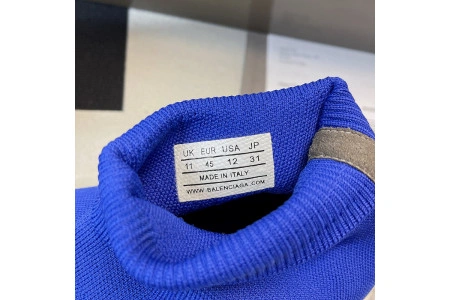 UK EUR USA JP
11 45 12 31
MADE IN ITALY
WWW.BALENCIAGA.COM